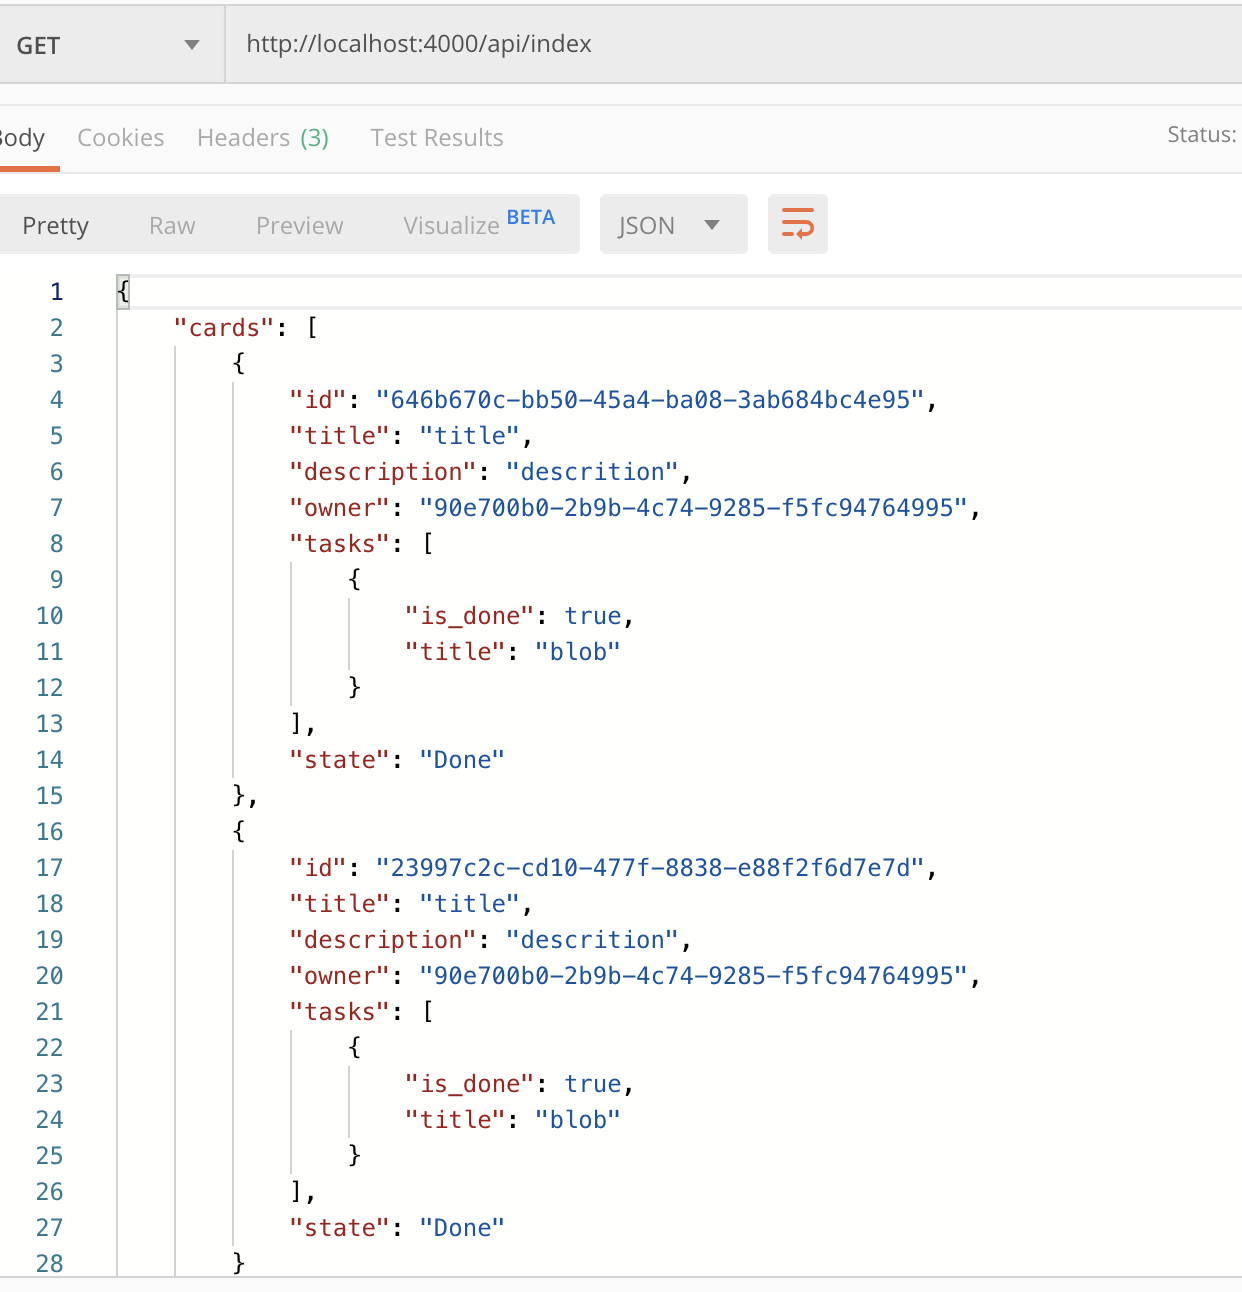 GET http://localhost:4000/api/index
ody Cookies Headers (3) Test Results Status:
Pretty Raw Preview Visualize BETA JSON
1 {
2 "cards": [
3 {
4 "id": "646b670c-bb50-45a4-ba08-3ab684bc4e95",
5 "title": "title",
6 "description": "descrition",
7 "owner": "90e700b0-2b9b-4c74-9285-f5fc94764995",
8 "tasks": [
9 {
10 "is_done": true,
11 "title": "blob"
12 }
13 ],
14 "state": "Done"
15 },
16 {
17 "id": "23997c2c-cd10-477f-8838-e88f2f6d7e7d",
18 "title": "title",
19 "description": "descrition",
20 "owner": "90e700b0-2b9b-4c74-9285-f5fc94764995",
21 "tasks": [
22 {
23 "is_done": true,
24 "title": "blob"
25 }
26 ],
27 "state": "Done"
28 }